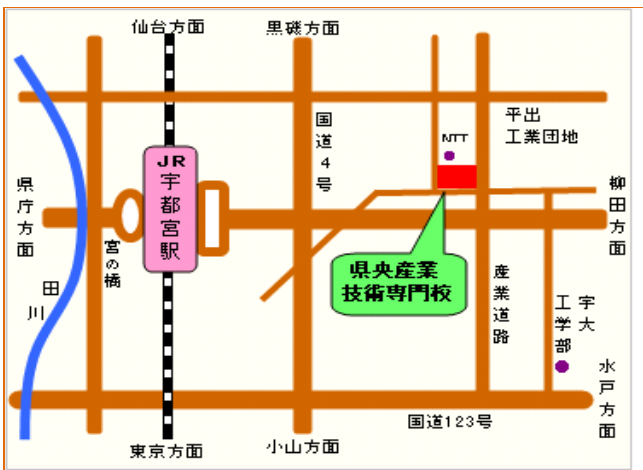 仙台方面
黒磯方面
国道4号
NTT
平出
工業団地
JR
宇都宮駅
県庁方面
柳田方面
宮の橋
田川
県央産業
技術専門校
産業道路
宇大
工学部
水戸方面
国道123号
東京方面
小山方面